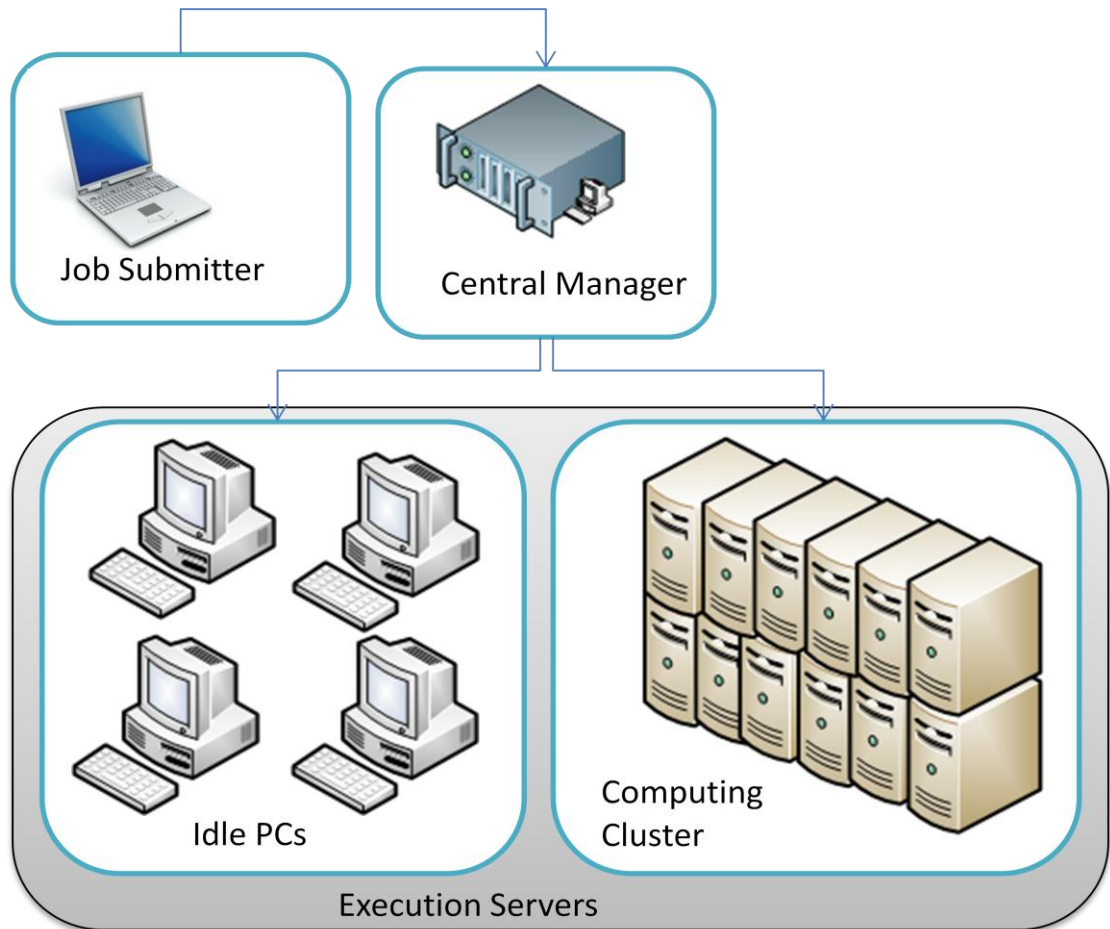 Job Submitter
Central Manager
Idle PCs
Computing
Cluster
Execution Servers